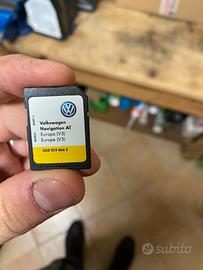 Volkswagen
Navigation AT
Europa (V3)
Europe (V3)
3G0 919 866 E
subito